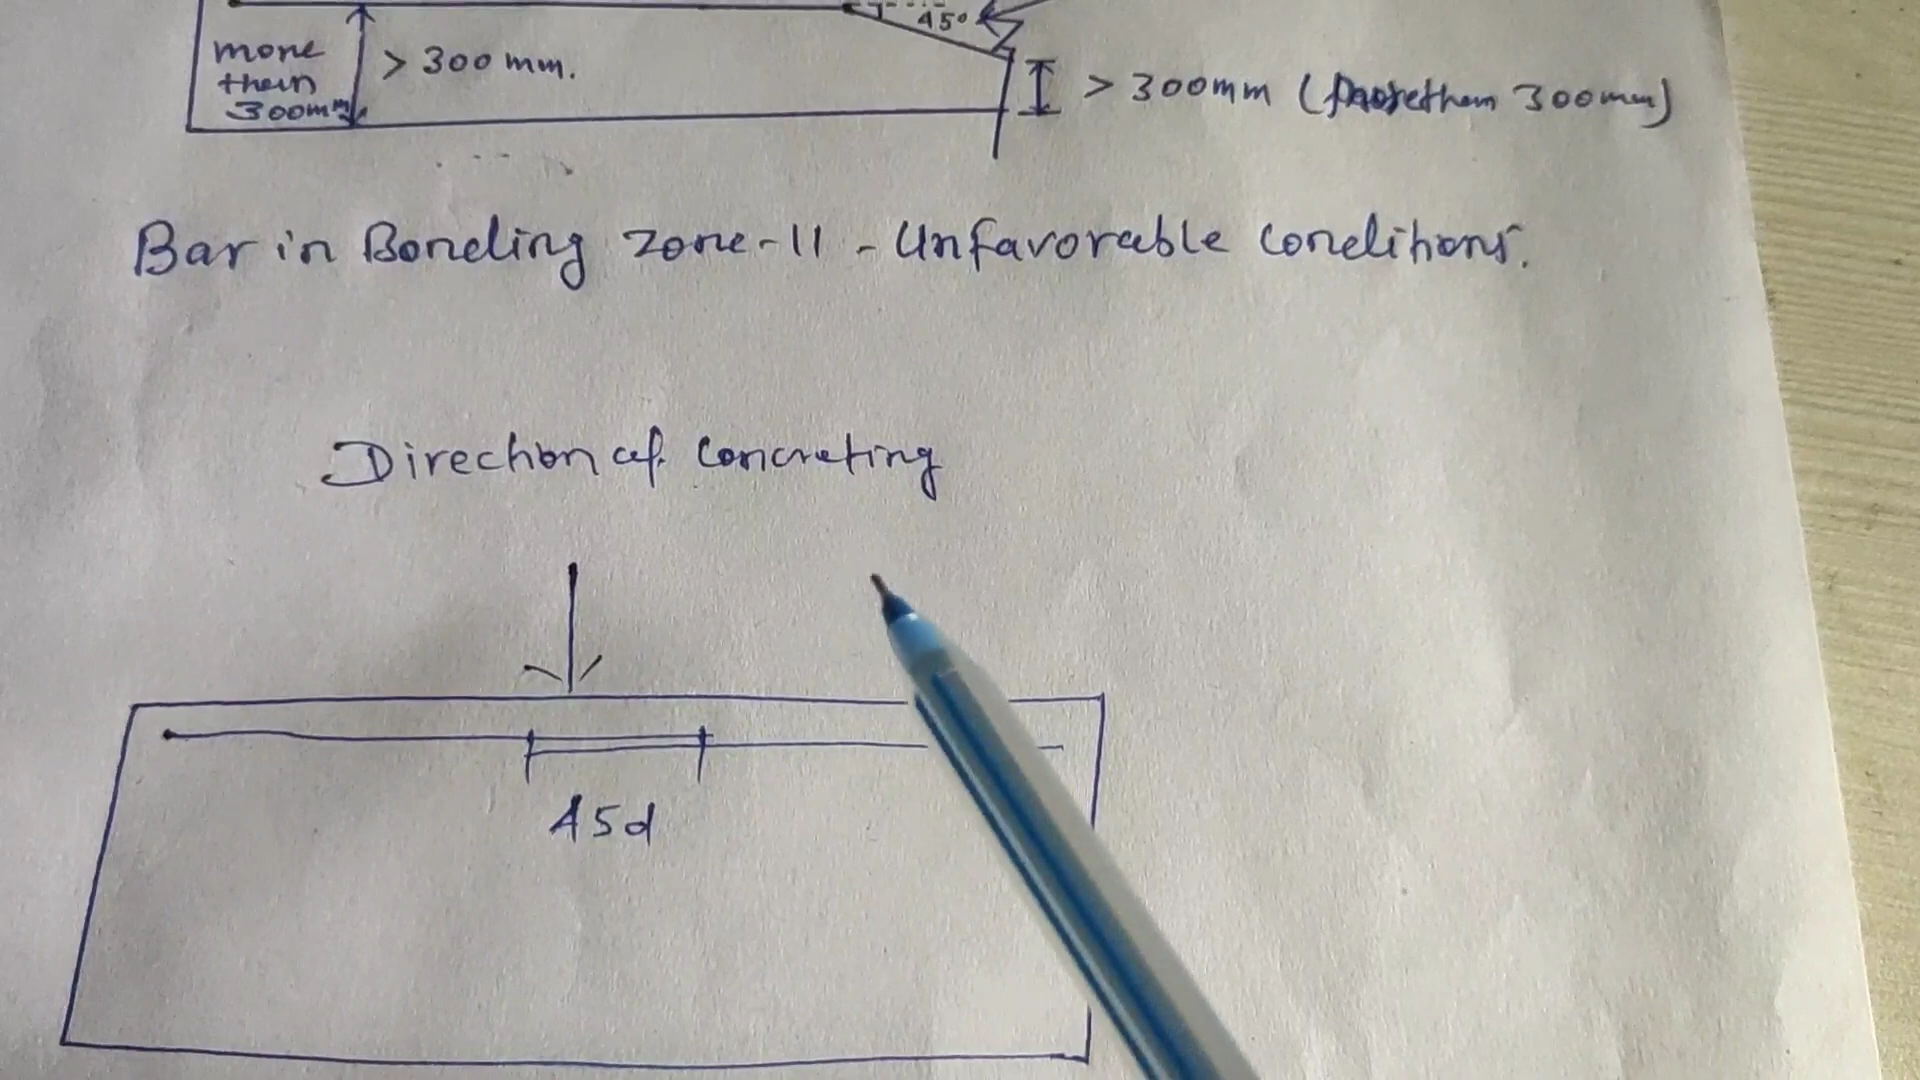 45°
more
than
300mm
> 300 mm.
> 300mm (more than 300mm)
Bar in Bonding zone-II - Unfavorable conditions.
Direction of concreting
45d